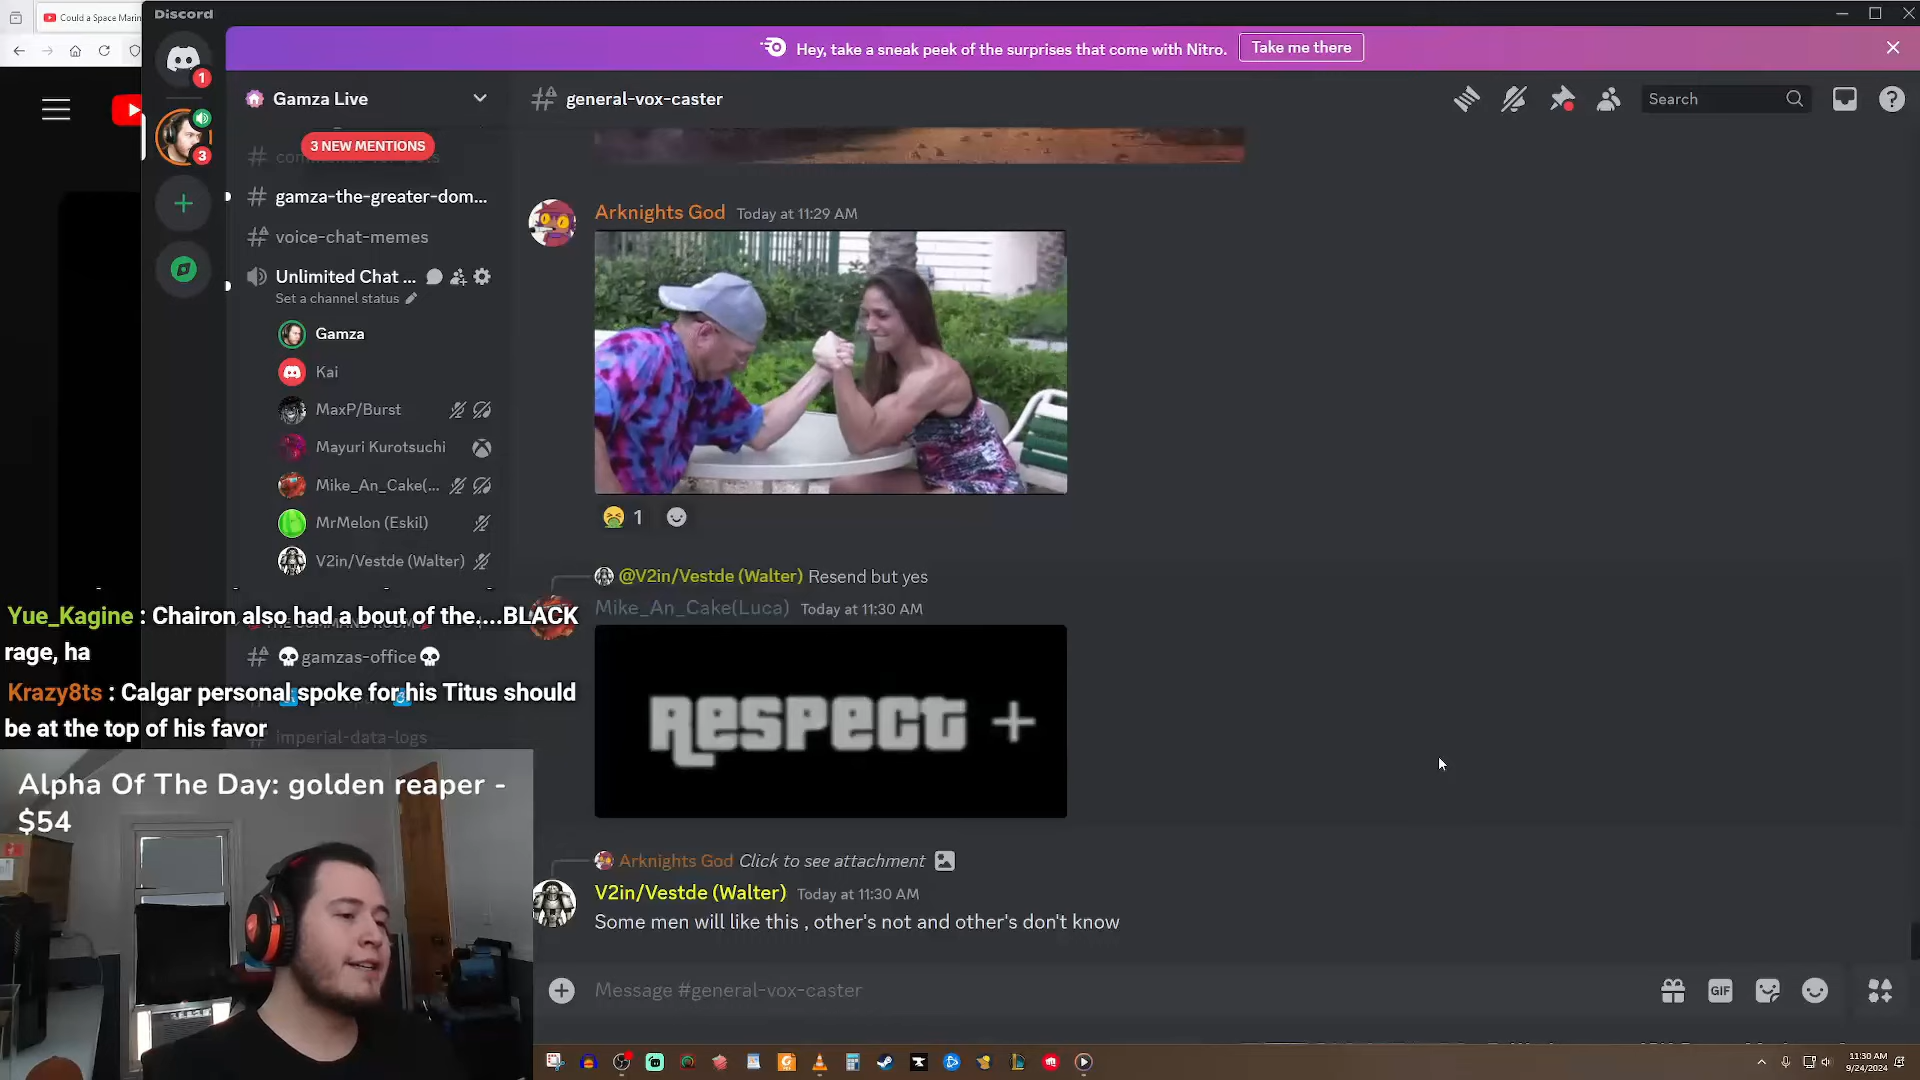 Could a Space Marin
Discord
Hey, take a sneak peek of the surprises that come with Nitro.
Take me there
1
3
Gamza Live
general-vox-caster
Search
3 NEW MENTIONS
gamza-the-greater-dom...
voice-chat-memes
Unlimited Chat ...
Set a channel status
Gamza
Kai
MaxP/Burst
Mayuri Kurotsuchi
Mike_An_Cake(...
MrMelon (Eskil)
V2in/Vestde (Walter)
Arknights God Today at 11:29 AM
1
@V2in/Vestde (Walter) Resend but yes
Mike_An_Cake(Luca) Today at 11:30 AM
RESPECT +
Arknights God Click to see attachment
V2in/Vestde (Walter) Today at 11:30 AM
Some men will like this , other's not and other's don't know
Message #general-vox-caster
GIF
Yue_Kagine : Chairon also had a bout of the....BLACK
rage, ha
gamzas-office
Krazy8ts : Calgar personal spoke for his Titus should
be at the top of his favor
imperial-data-logs
Alpha Of The Day: golden reaper -
$54
11:30 AM
9/24/2024